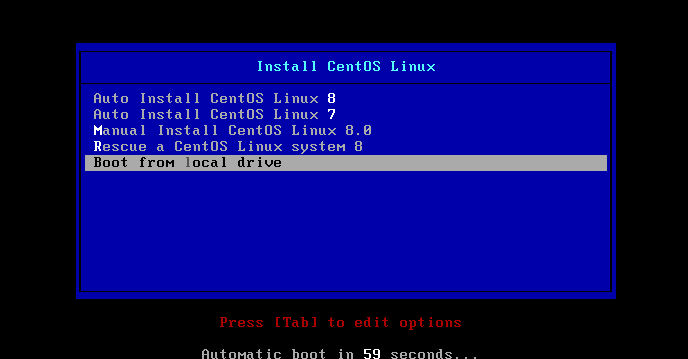 Install CentOS Linux
Auto Install CentOS Linux 8
Auto Install CentOS Linux 7
Manual Install CentOS Linux 8.0
Rescue a CentOS Linux system 8
Boot from local drive
Press [Tab] to edit options
Automatic boot in 59 seconds...